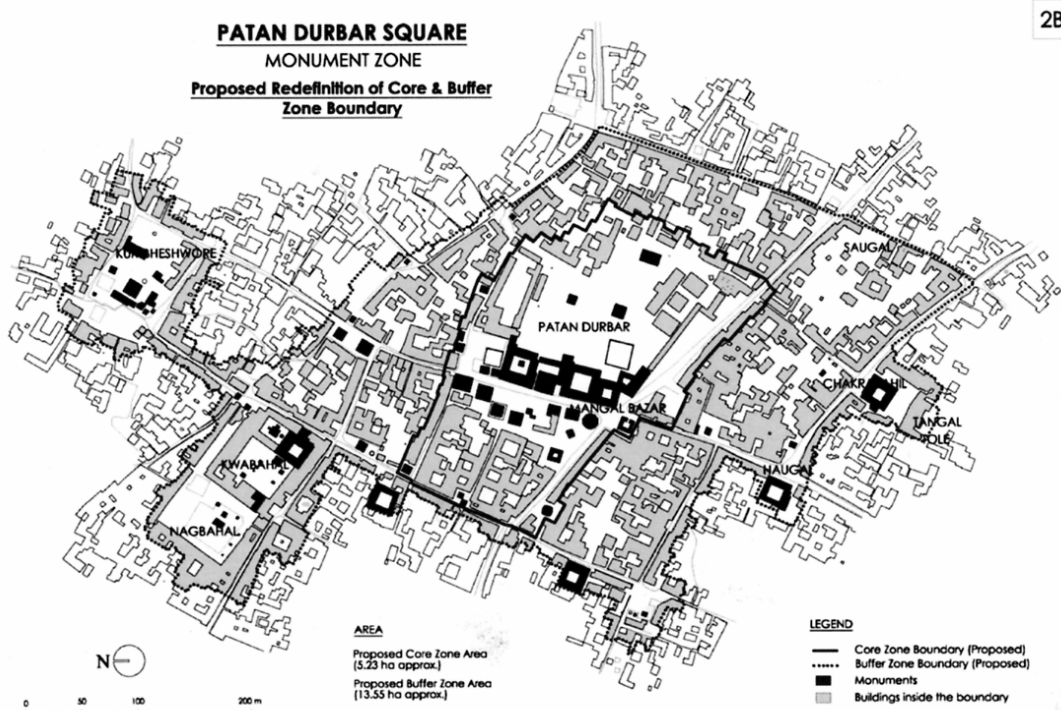 2B
PATAN DURBAR SQUARE
MONUMENT ZONE
Proposed Redefinition of Core & Buffer
Zone Boundary
KUMBHESHWORE
SAUGAL
PATAN DURBAR
MANGAL BAZAR
TANGAL
POLE
HAUGAL
KWABAHAL
NAGBAHAL
AREA
Proposed Core Zone Area
(5.23 ha approx.)
Proposed Buffer Zone Area
(13.55 ha approx.)
LEGEND
Core Zone Boundary (Proposed)
Buffer Zone Boundary (Proposed)
Monuments
Buildings inside the boundary
N
0 50 100 200 m